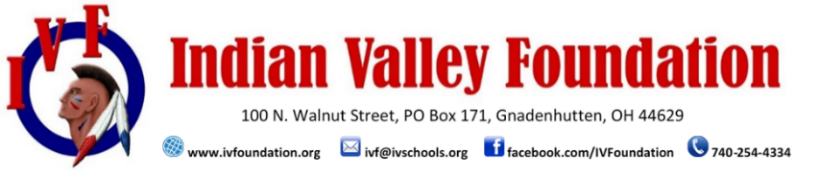 IVF
Indian Valley Foundation
100 N. Walnut Street, PO Box 171, Gnadenhutten, OH 44629
www.ivfoundation.org ivf@ivschools.org f facebook.com/IVFoundation 740-254-4334